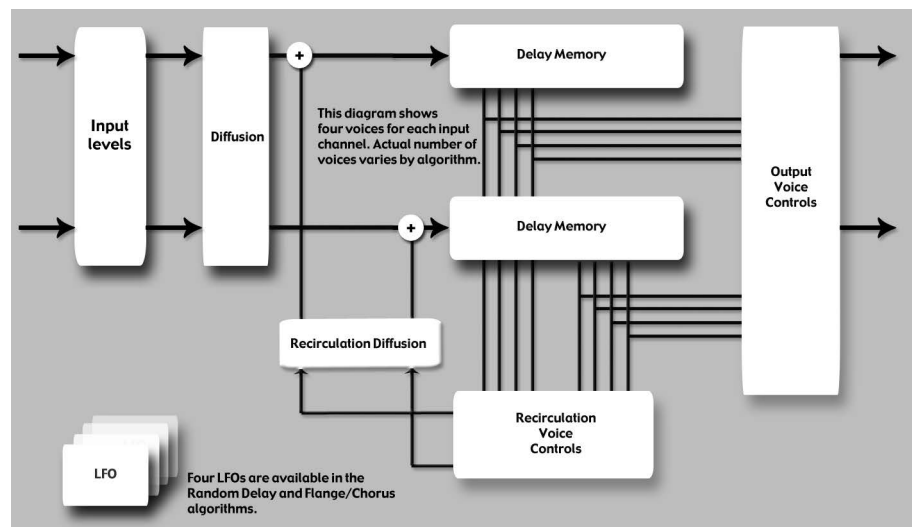 Delay Memory
This diagram shows
four voices for each input
channel. Actual number of
voices varies by algorithm.
Input
levels
Diffusion
Output
Voice
Controls
Delay Memory
Recirculation Diffusion
Recirculation
Voice
Controls
LFO
Four LFOs are available in the
Random Delay and Flange/Chorus
algorithms.
+
+